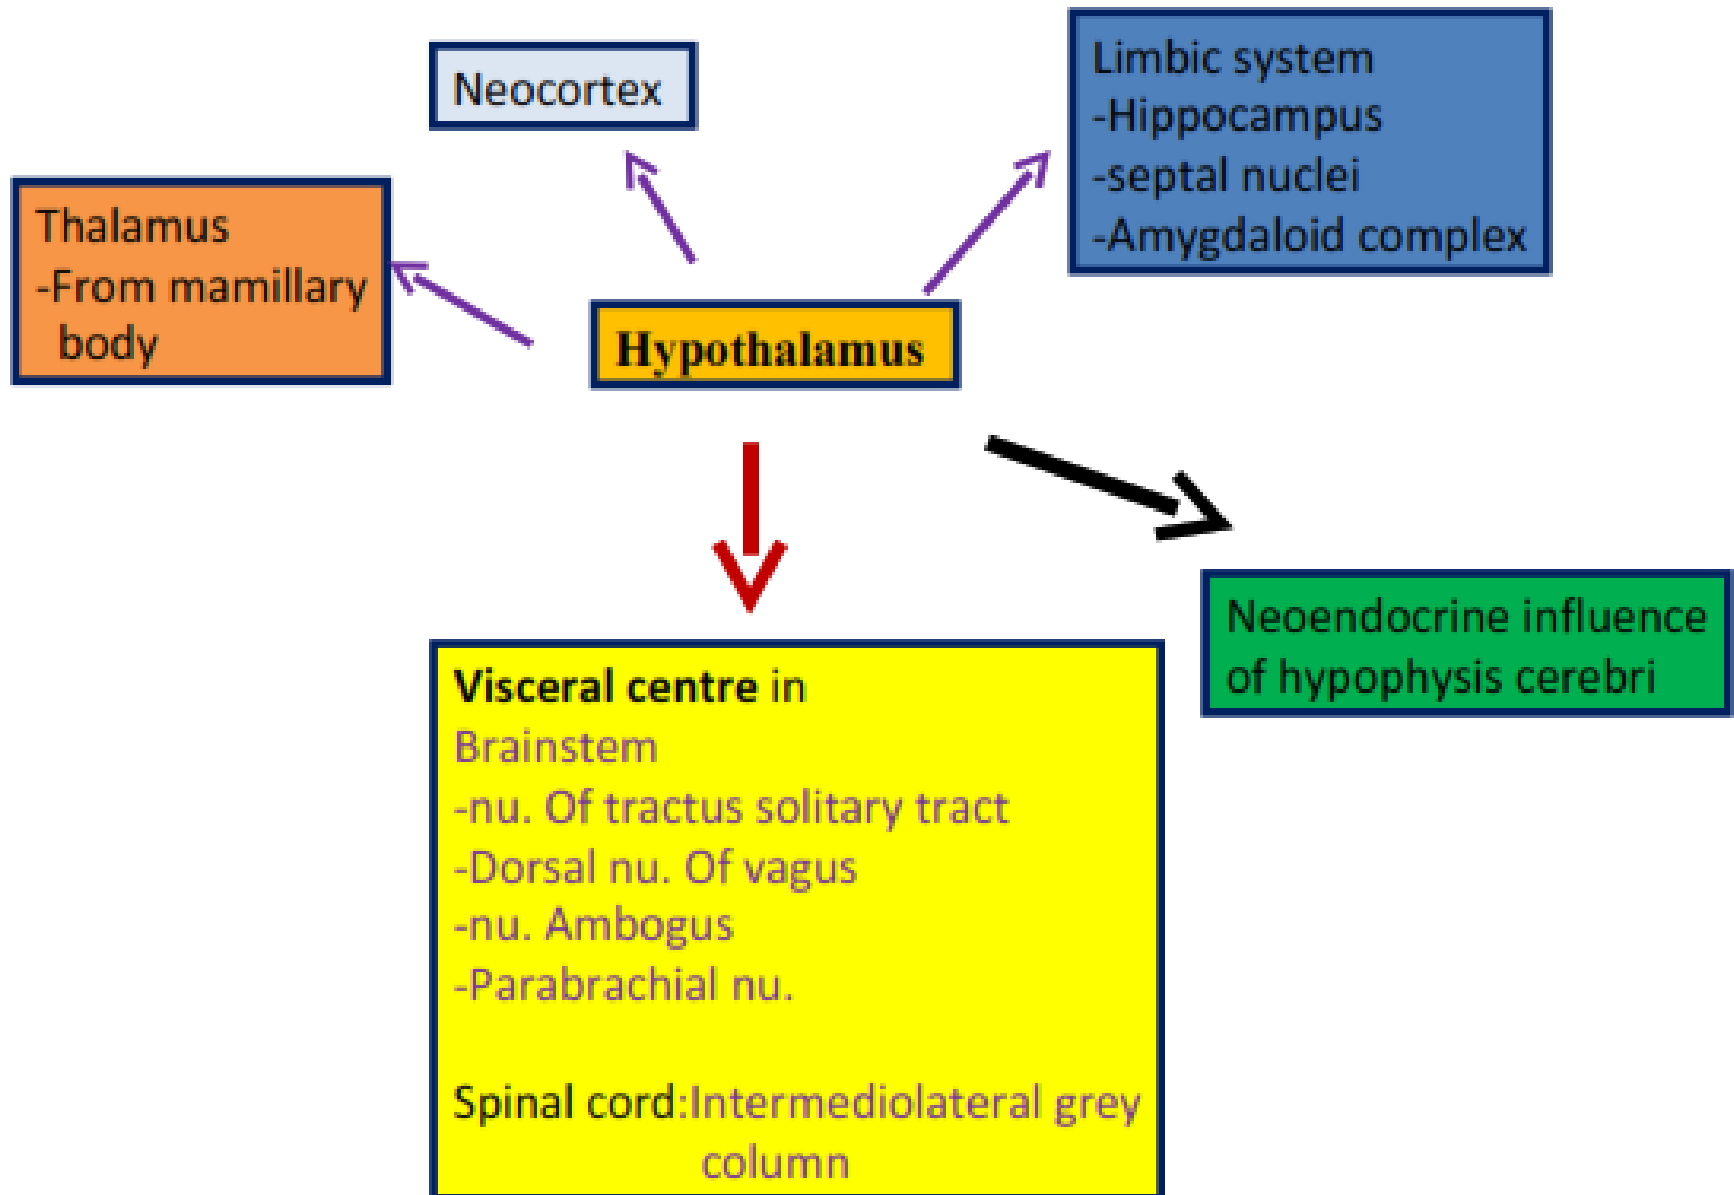 Neocortex
Limbic system
-Hippocampus
-septal nuclei
-Amygdaloid complex
Thalamus
-From mamillary
body
Hypothalamus
Neoendocrine influence
of hypophysis cerebri
Visceral centre in
Brainstem
-nu. Of tractus solitary tract
-Dorsal nu. Of vagus
-nu. Ambogus
-Parabrachial nu.
Spinal cord:Intermediolateral grey
column